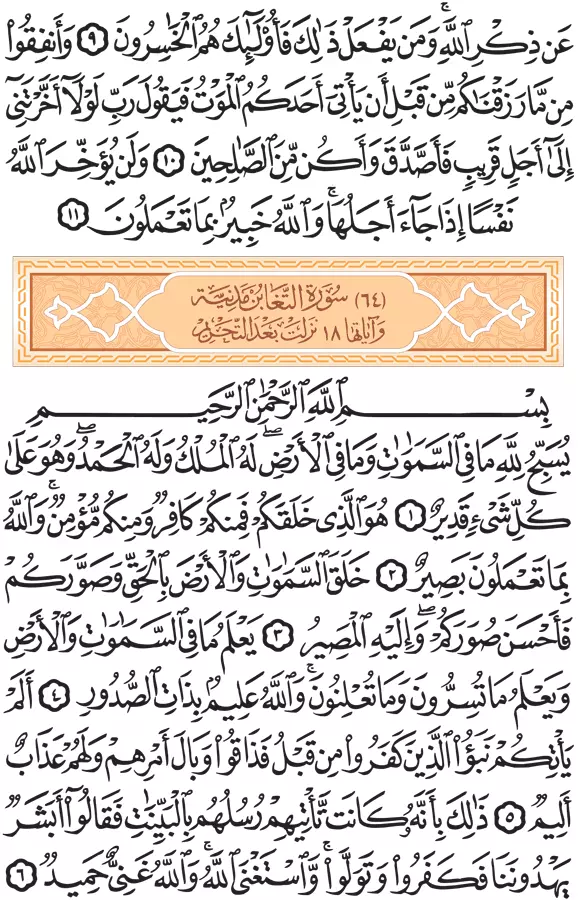 عَن ذِكْرِ ٱللَّهِۚ وَمَن يَفْعَلْ ذَٰلِكَ فَأُوْلَٰٓئِكَ هُمُ ٱلْخَٰسِرُونَ ٩ وَأَنفِقُوا۟
مِن مَّا رَزَقْنَٰكُم مِّن قَبْلِ أَن يَأْتِىَ أَحَدَكُمُ ٱلْمَوْتُ فَيَقُولَ رَبِّ لَوْلَآ أَخَّرْتَنِىٓ
إِلَىٰٓ أَجَلٍ قَرِيبٍ فَأَصَّدَّقَ وَأَكُن مِّنَ ٱلصَّٰلِحِينَ ١٠ وَلَن يُؤَخِّرَ ٱللَّهُ
نَفْسًا إِذَا جَآءَ أَجَلُهَاۚ وَٱللَّهُ خَبِيرٌۢ بِمَا تَعْمَلُونَ ١١
(٦٤) سُورَةُ التَّغَابُنِ مَدَنِيَّة
وَآيَاتُهَا ١٨ نَزَلَتْ بَعْدَ التَّحْرِيمِ
بِسْمِ ٱللَّهِ ٱلرَّحْمَٰنِ ٱلرَّحِيمِ
يُسَبِّحُ لِلَّهِ مَا فِى ٱلسَّمَٰوَٰتِ وَمَا فِى ٱلْأَرْضِۖ لَهُ ٱلْمُلْكُ وَلَهُ ٱلْحَمْدُۖ وَهُوَ عَلَىٰ
كُلِّ شَىْءٍ قَدِيرٌ ١ هُوَ ٱلَّذِى خَلَقَكُمْ فَمِنكُمْ كَافِرٌ وَمِنكُم مُّؤْمِنٌۚ وَٱللَّهُ
بِمَا تَعْمَلُونَ بَصِيرٌ ٢ خَلَقَ ٱلسَّمَٰوَٰتِ وَٱلْأَرْضَ بِٱلْحَقِّ وَصَوَّرَكُمْ
فَأَحْسَنَ صُوَرَكُمْۖ وَإِلَيْهِ ٱلْمَصِيرُ ٣ يَعْلَمُ مَا فِى ٱلسَّمَٰوَٰتِ وَٱلْأَرْضِ
وَيَعْلَمُ مَا تُسِرُّونَ وَمَا تُعْلِنُونَۚ وَٱللَّهُ عَلِيمٌۢ بِذَاتِ ٱلصُّدُورِ ٤ أَلَمْ
يَأْتِكُمْ نَبَؤُا۟ ٱلَّذِينَ كَفَرُوا۟ مِن قَبْلُ فَذَاقُوا۟ وَبَالَ أَمْرِهِمْ وَلَهُمْ عَذَابٌ
أَلِيمٌ ٥ ذَٰلِكَ بِأَنَّهُۥ كَانَت تَّأْتِيهِمْ رُسُلُهُم بِٱلْبَيِّنَٰتِ فَقَالُوٓا۟ أَبَشَرٌ
يَهْدُونَنَا فَكَفَرُوا۟ وَتَوَلَّوا۟ۚ وَّٱسْتَغْنَى ٱللَّهُۚ وَٱللَّهُ غَنِىٌّ حَمِيدٌ ٦